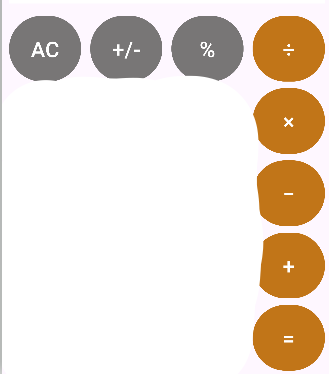 AC +/- % ÷
×
−
+
=